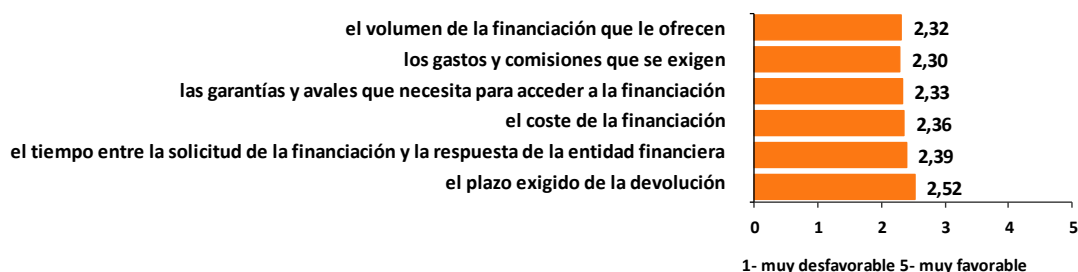 el volumen de la financiación que le ofrecen 2,32
los gastos y comisiones que se exigen 2,30
las garantías y avales que necesita para acceder a la financiación 2,33
el coste de la financiación 2,36
el tiempo entre la solicitud de la financiación y la respuesta de la entidad financiera 2,39
el plazo exigido de la devolución 2,52
0 1 2 3 4 5
1- muy desfavorable 5- muy favorable